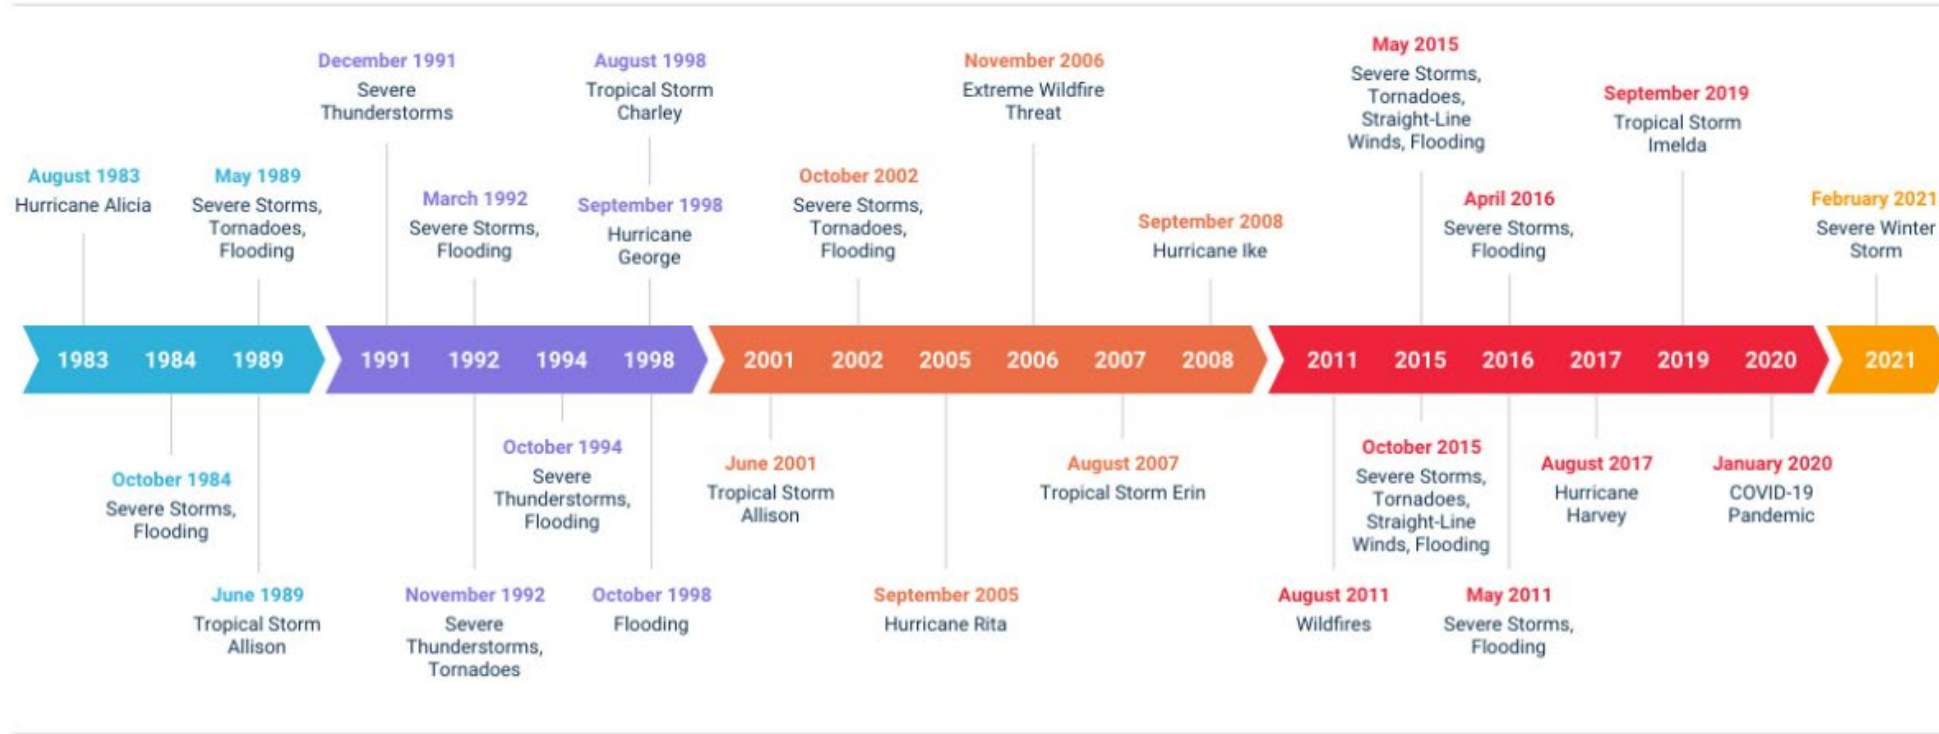 December 1991
Severe
Thunderstorms
August 1998
Tropical Storm
Charley
November 2006
Extreme Wildfire
Threat
May 2015
Severe Storms,
Tornadoes,
Straight-Line
Winds, Flooding
September 2019
Tropical Storm
Imelda
August 1983
Hurricane Alicia
May 1989
Severe Storms,
Tornadoes,
Flooding
March 1992
Severe Storms,
Flooding
September 1998
Hurricane
George
October 2002
Severe Storms,
Tornadoes,
Flooding
September 2008
Hurricane Ike
April 2016
Severe Storms,
Flooding
February 2021
Severe Winter
Storm
1983 1984 1989 1991 1992 1994 1998 2001 2002 2005 2006 2007 2008 2011 2015 2016 2017 2019 2020 2021
October 1984
Severe Storms,
Flooding
October 1994
Severe
Thunderstorms,
Flooding
June 2001
Tropical Storm
Allison
August 2007
Tropical Storm Erin
October 2015
Severe Storms,
Tornadoes,
Straight-Line
Winds, Flooding
August 2017
Hurricane
Harvey
January 2020
COVID-19
Pandemic
June 1989
Tropical Storm
Allison
November 1992
Severe
Thunderstorms,
Tornadoes
October 1998
Flooding
September 2005
Hurricane Rita
August 2011
Wildfires
May 2011
Severe Storms,
Flooding